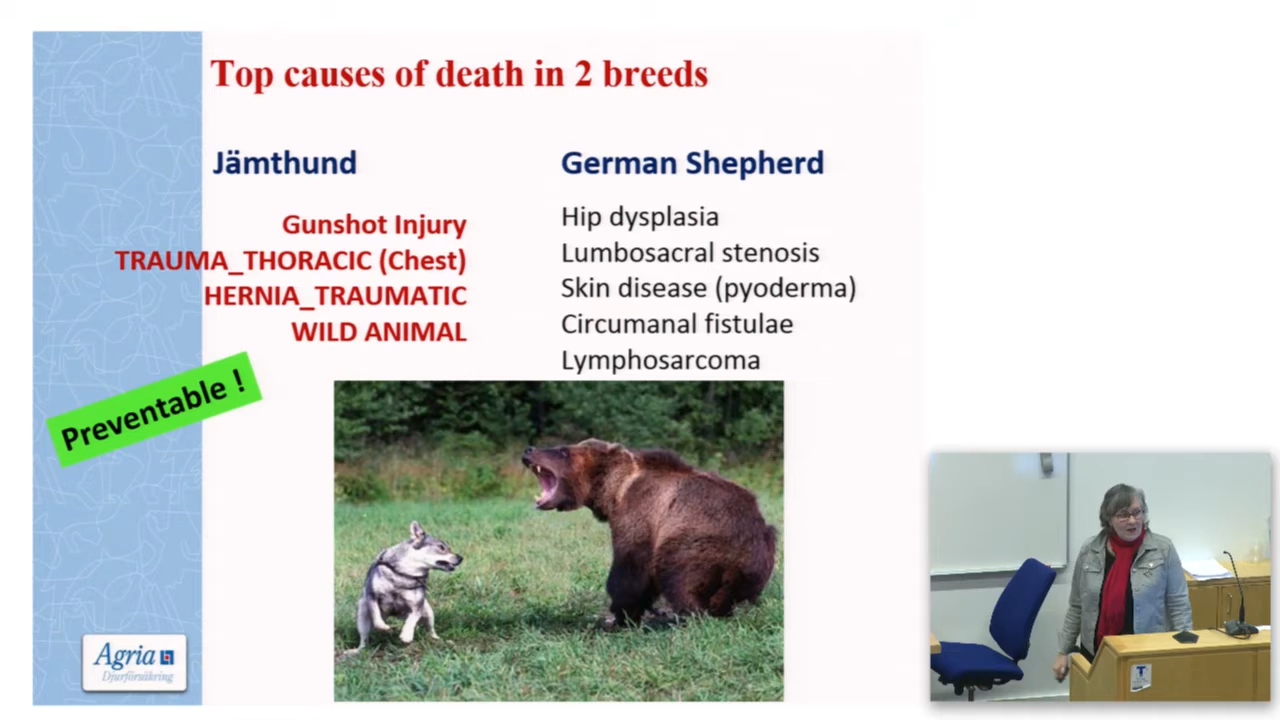 Top causes of death in 2 breeds
Jämthund
Gunshot Injury
TRAUMA_THORACIC (Chest)
HERNIA_TRAUMATIC
WILD ANIMAL
Preventable !
German Shepherd
Hip dysplasia
Lumbosacral stenosis
Skin disease (pyoderma)
Circumanal fistulae
Lymphosarcoma
Agria
Djurförsäkring